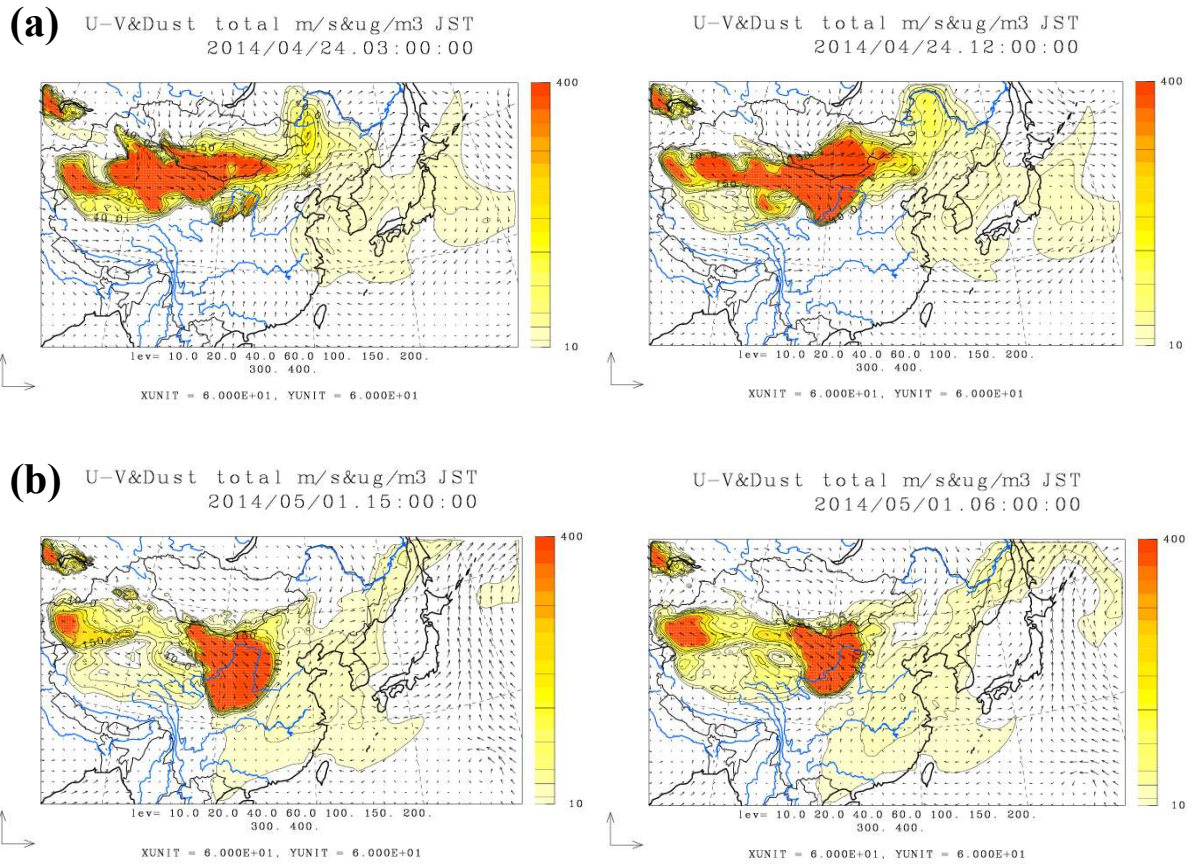 (a)
U-V&Dust total m/s&ug/m3 JST
2014/04/24.03:00:00
400
10
lev= 10.0 20.0 40.0 60.0 100. 150. 200.
300. 400.
XUNIT = 6.000E+01, YUNIT = 6.000E+01
U-V&Dust total m/s&ug/m3 JST
2014/04/24.12:00:00
400
10
lev= 10.0 20.0 40.0 60.0 100. 150. 200.
300. 400.
XUNIT = 6.000E+01, YUNIT = 6.000E+01
(b)
U-V&Dust total m/s&ug/m3 JST
2014/05/01.15:00:00
400
10
lev= 10.0 20.0 40.0 60.0 100. 150. 200.
300. 400.
XUNIT = 6.000E+01, YUNIT = 6.000E+01
U-V&Dust total m/s&ug/m3 JST
2014/05/01.06:00:00
400
10
lev= 10.0 20.0 40.0 60.0 100. 150. 200.
300. 400.
XUNIT = 6.000E+01, YUNIT = 6.000E+01